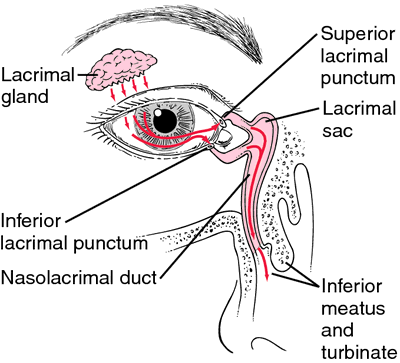 Superior
lacrimal
punctum
Lacrimal
gland
Lacrimal
sac
Inferior
lacrimal punctum
Nasolacrimal duct
Inferior
meatus
and
turbinate